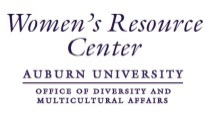 Women's Resource
Center
AUBURN UNIVERSITY
OFFICE OF DIVERSITY AND
MULTICULTURAL AFFAIRS